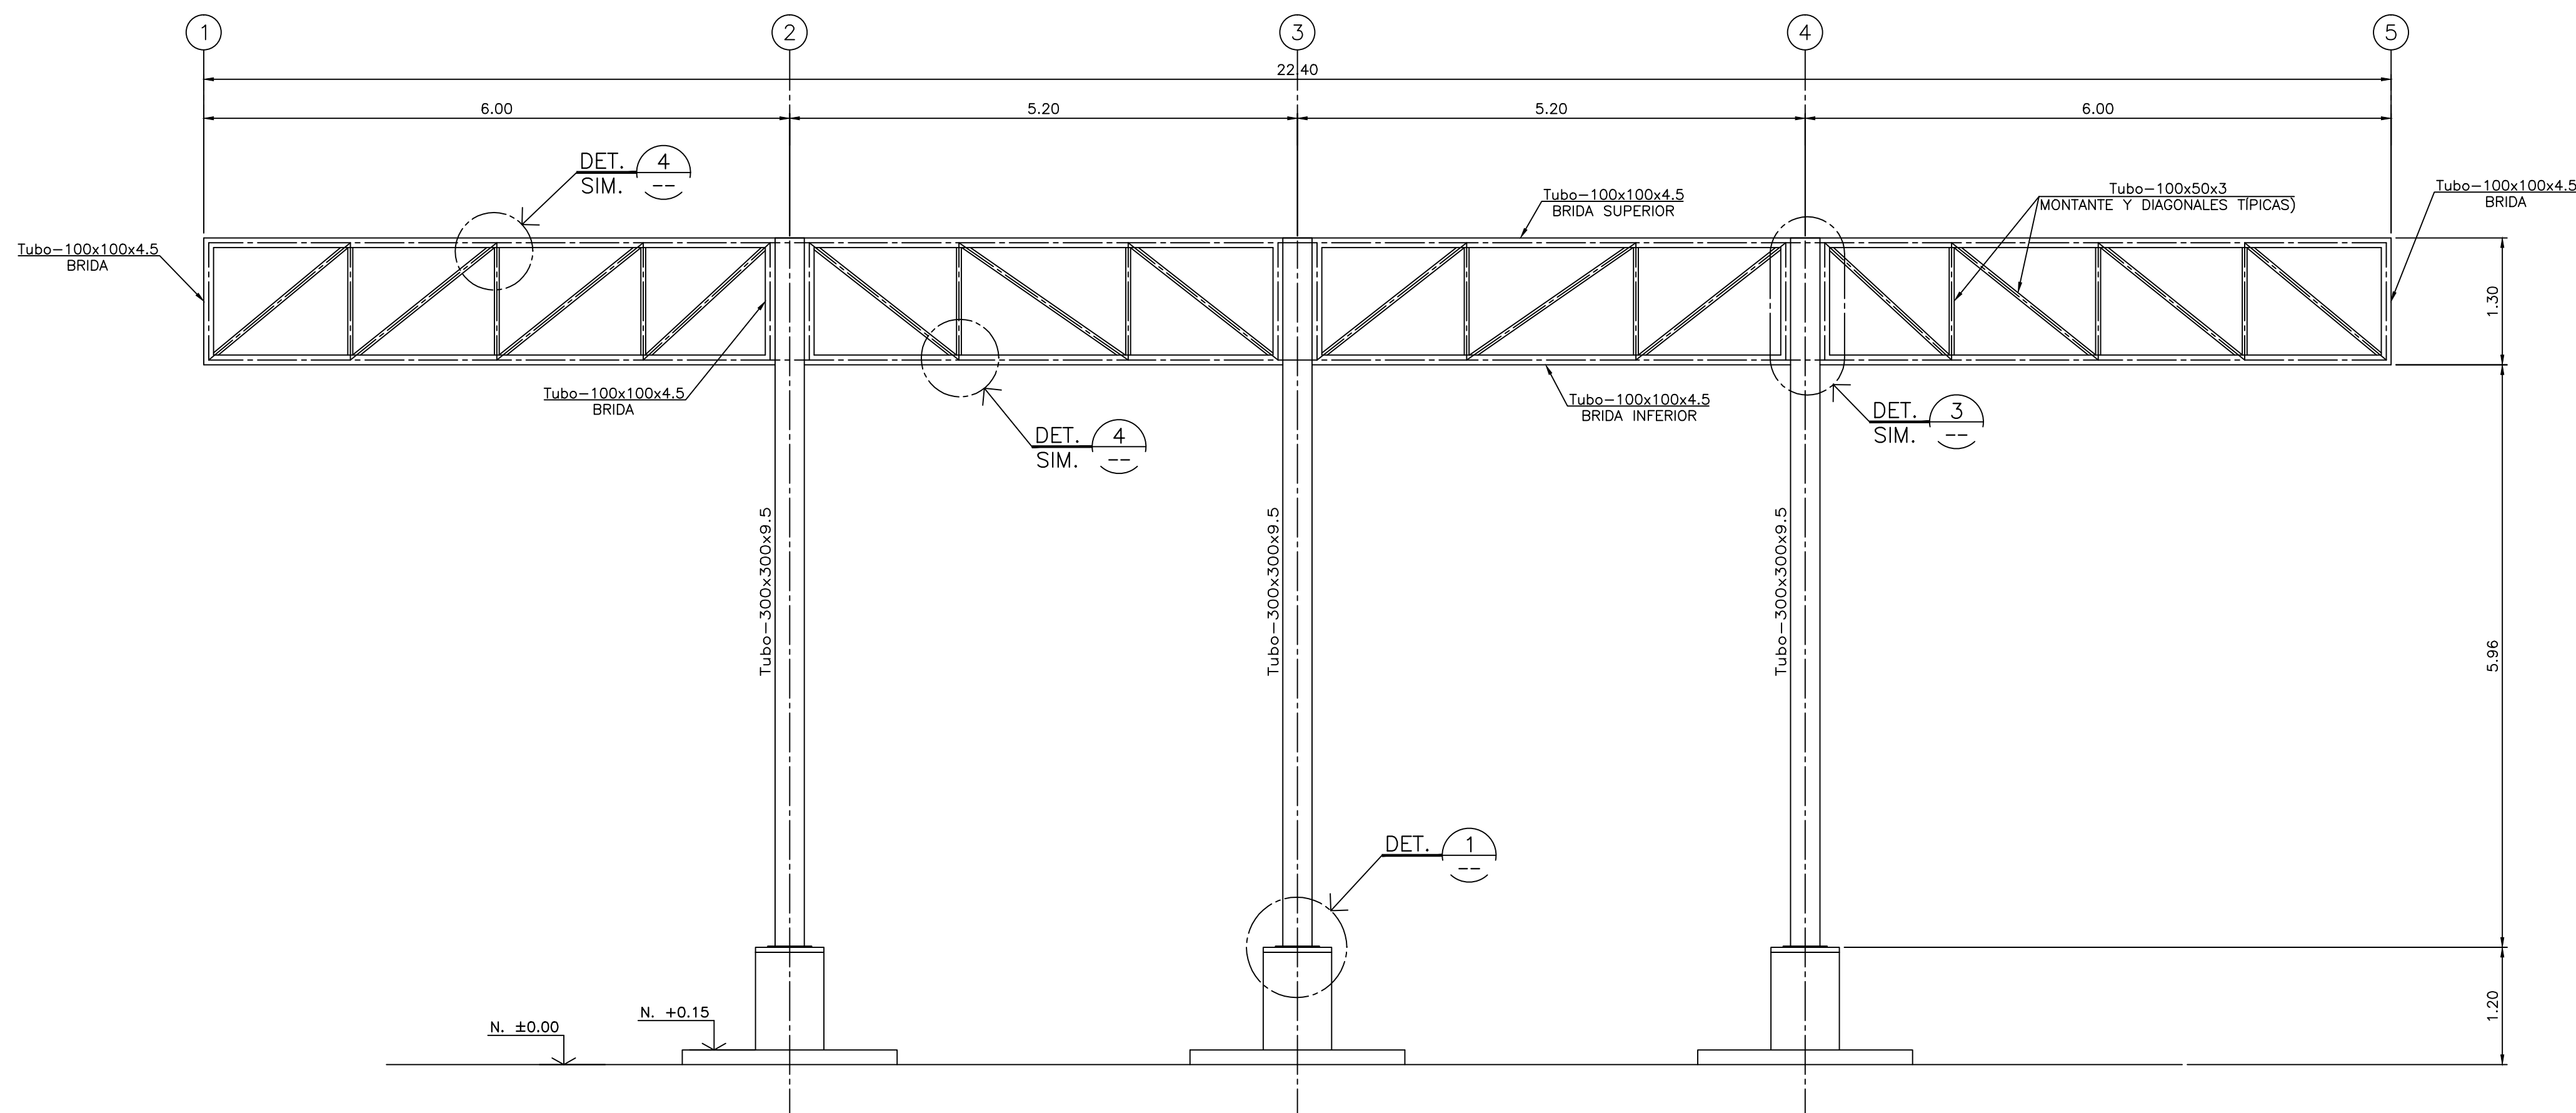 1
2
3
4
5
22.40
6.00
5.20
5.20
6.00
DET. 4
SIM. --
Tubo-100x100x4.5
BRIDA SUPERIOR
Tubo-100x50x3
MONTANTE Y DIAGONALES TÍPICAS)
Tubo-100x100x4.5
BRIDA
Tubo-100x100x4.5
BRIDA
1.30
Tubo-100x100x4.5
BRIDA
Tubo-100x100x4.5
BRIDA INFERIOR
DET. 3
SIM. --
DET. 4
SIM. --
Tubo-300x300x9.5
Tubo-300x300x9.5
Tubo-300x300x9.5
5.96
DET. 1
--
N. ±0.00
N. +0.15
1.20